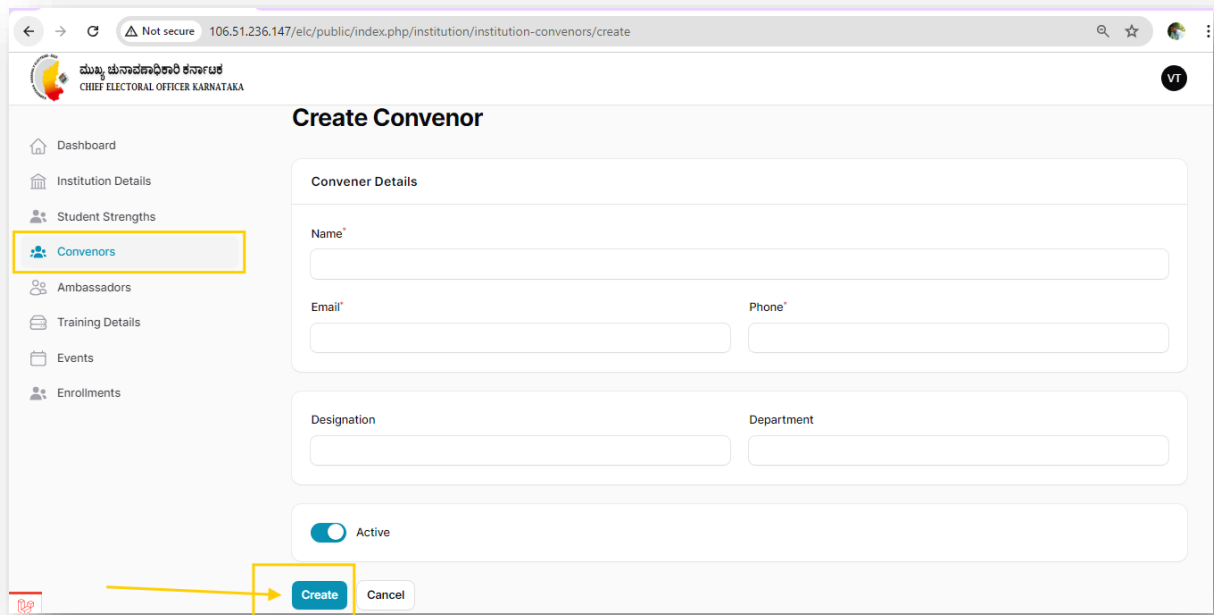 Not secure 106.51.236.147/elc/public/index.php/institution/institution-convenors/create
ಮುಖ್ಯ ಚುನಾವಣಾಧಿಕಾರಿ ಕರ್ನಾಟಕ
CHIEF ELECTORAL OFFICER KARNATAKA
VT
Create Convenor
Dashboard
Institution Details
Student Strengths
Convenors
Ambassadors
Training Details
Events
Enrollments
Convener Details
Name*
Email* Phone*
Designation Department
Active
Create Cancel